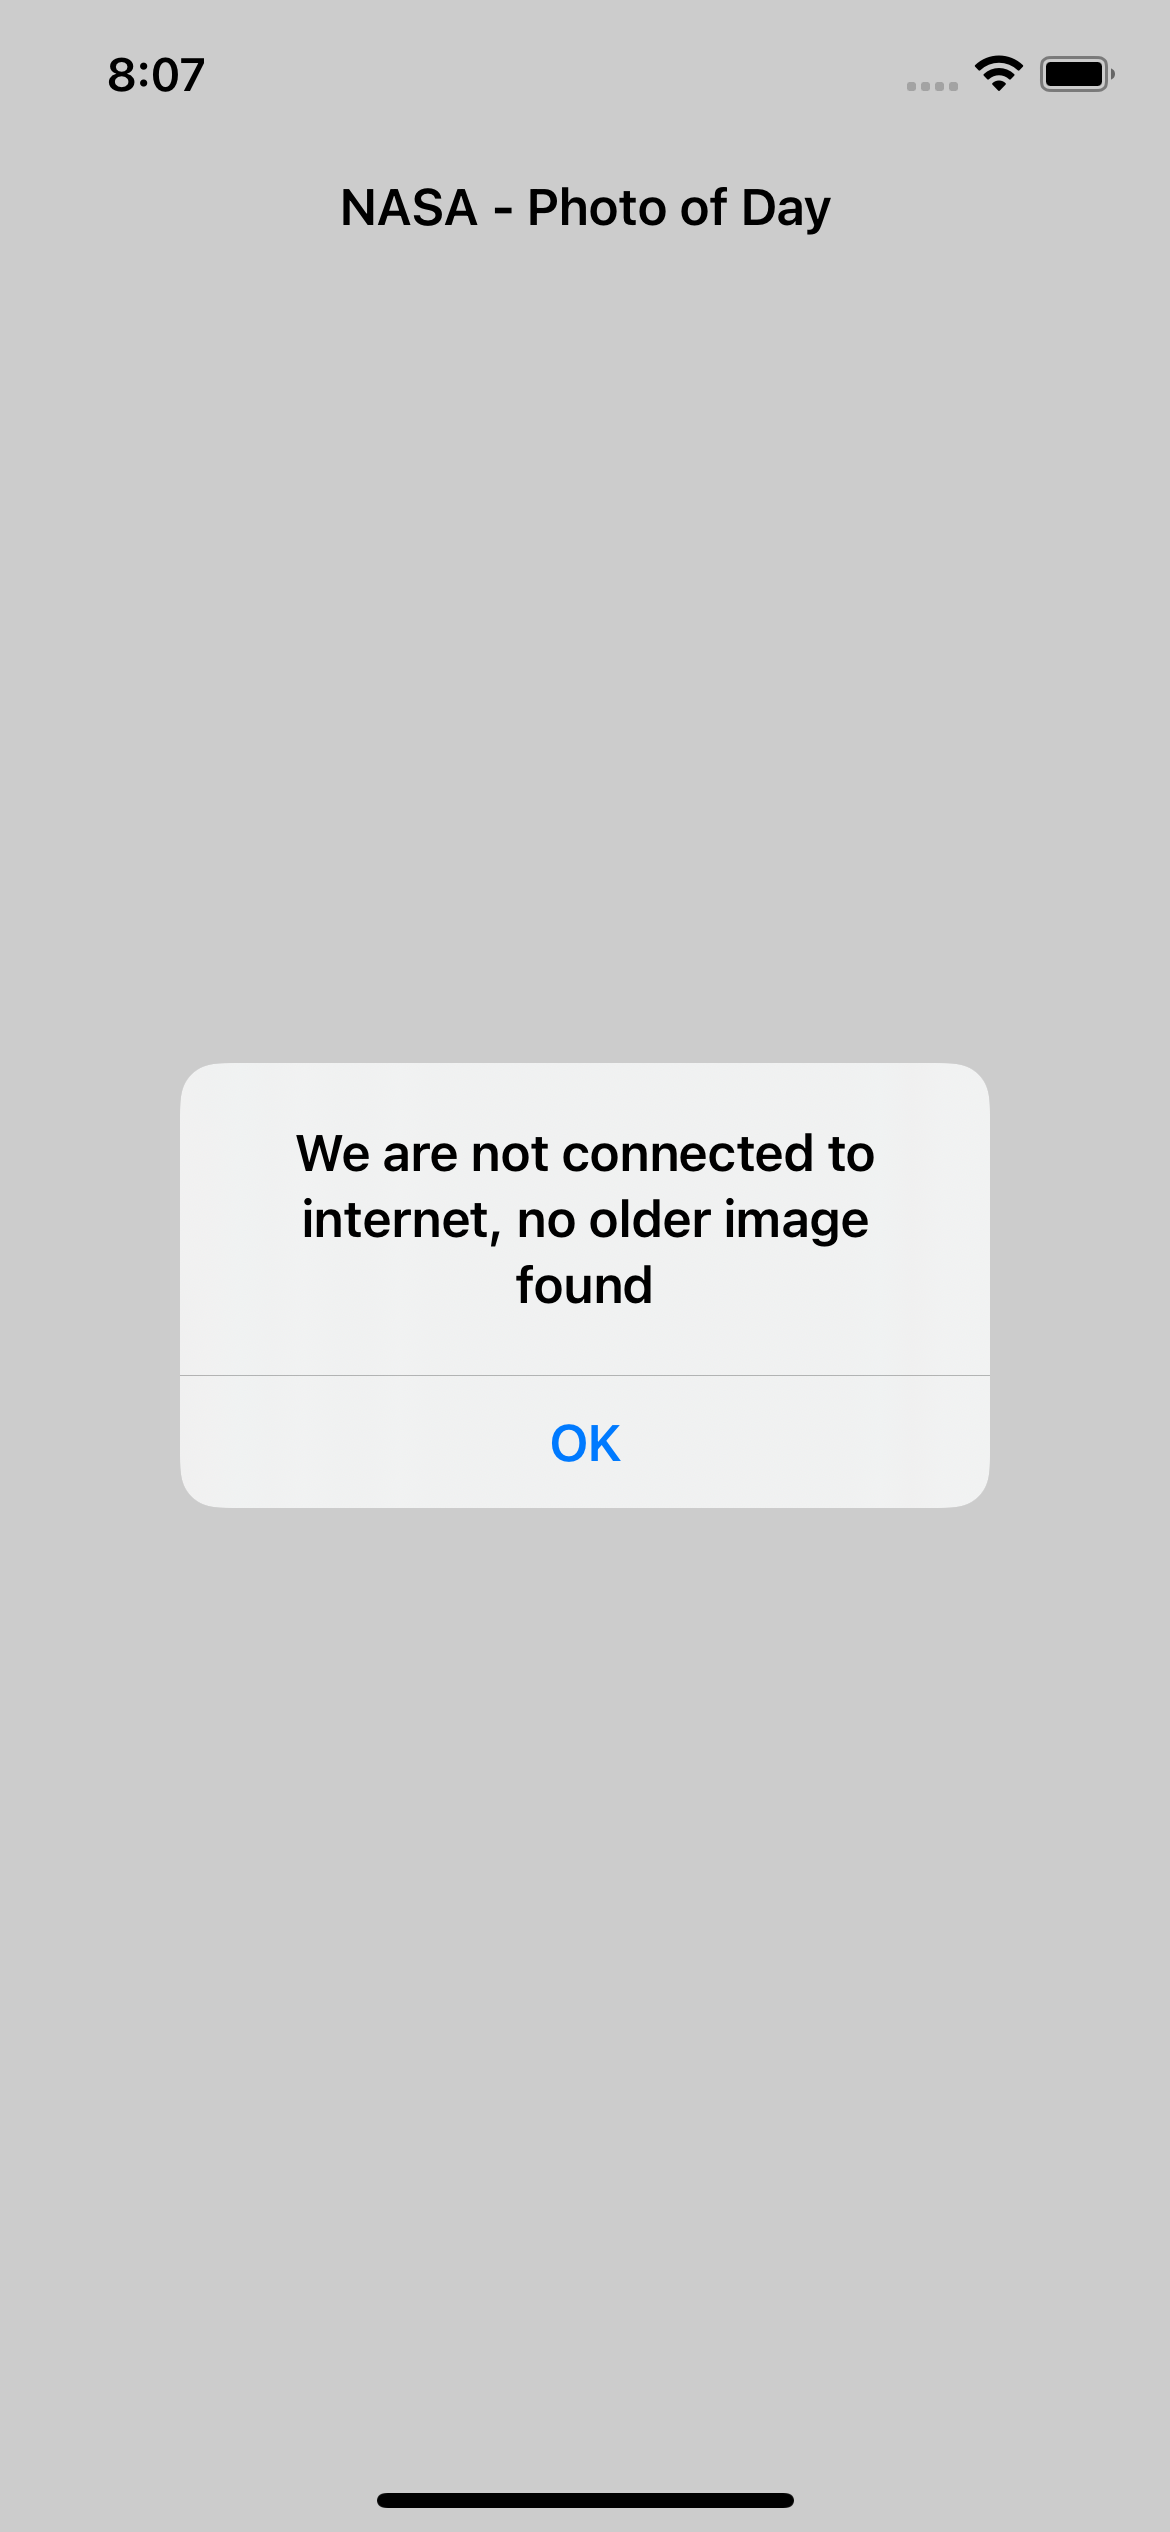 8:07
NASA - Photo of Day
We are not connected to
internet, no older image
found
OK